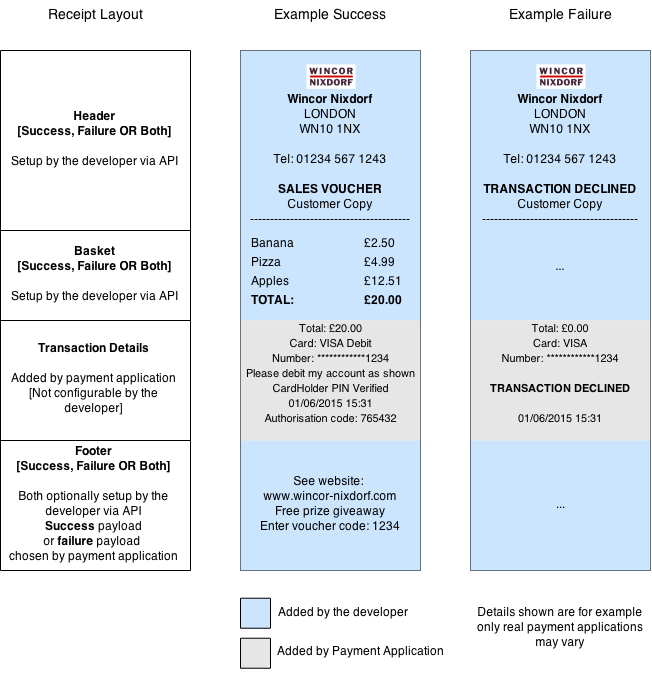 Receipt Layout
Example Success
Example Failure
Header
[Success, Failure OR Both]
Setup by the developer via API
Basket
[Success, Failure OR Both]
Setup by the developer via API
Transaction Details
Added by payment application
[Not configurable by the
developer]
Footer
[Success, Failure OR Both]
Both optionally setup by the
developer via API
Success payload
or failure payload
chosen by payment application
WINCOR
NIXDORF
Wincor Nixdorf
LONDON
WN10 1NX
Tel: 01234 567 1243
SALES VOUCHER
Customer Copy
----------------------------------------
Banana £2.50
Pizza £4.99
Apples £12.51
TOTAL: £20.00
Total: £20.00
Card: VISA Debit
Number: ************1234
Please debit my account as shown
CardHolder PIN Verified
01/06/2015 15:31
Authorisation code: 765432
See website:
www.wincor-nixdorf.com
Free prize giveaway
Enter voucher code: 1234
WINCOR
NIXDORF
Wincor Nixdorf
LONDON
WN10 1NX
Tel: 01234 567 1243
TRANSACTION DECLINED
Customer Copy
---------------------------------------
...
Total: £0.00
Card: VISA
Number: ************1234
TRANSACTION DECLINED
01/06/2015 15:31
...
Added by the developer
Added by Payment Application
Details shown are for example
only real payment applications
may vary